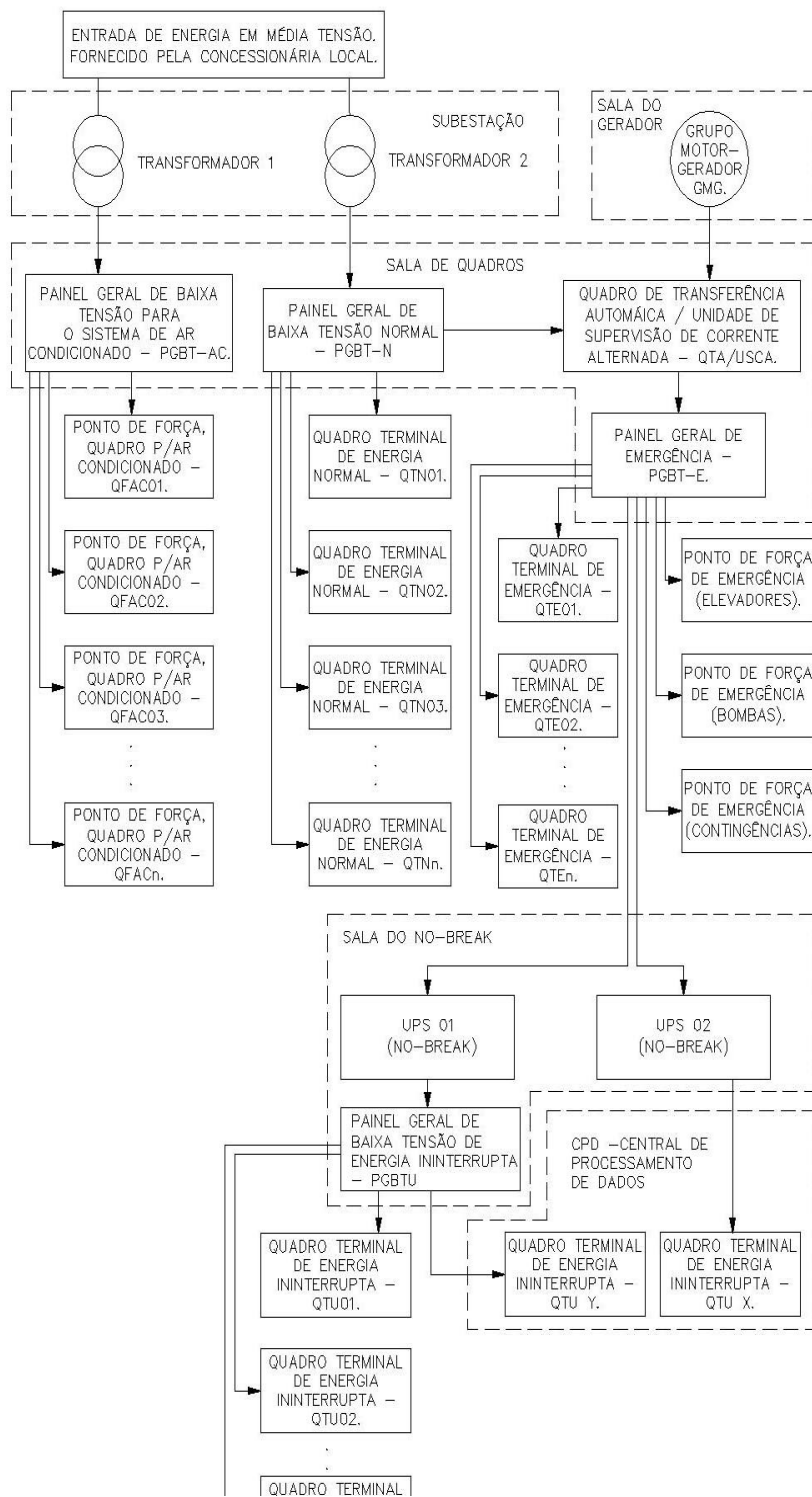 ENTRADA DE ENERGIA EM MÉDIA TENSÃO.
FORNECIDO PELA CONCESSIONÁRIA LOCAL.
SUBESTAÇÃO
TRANSFORMADOR 1
TRANSFORMADOR 2
SALA DO
GERADOR
GRUPO
MOTOR-
GERADOR
GMG.
SALA DE QUADROS
PAINEL GERAL DE BAIXA
TENSÃO PARA
O SISTEMA DE AR
CONDICIONADO - PGBT-AC.
PAINEL GERAL DE
BAIXA TENSÃO NORMAL
- PGBT-N
QUADRO DE TRANSFERÊNCIA
AUTOMÁICA / UNIDADE DE
SUPERVISÃO DE CORRENTE
ALTERNADA - QTA/USCA.
PAINEL GERAL DE
EMERGÊNCIA -
PGBT-E.
PONTO DE FORÇA,
QUADRO P/AR
CONDICIONADO -
QFAC01.
PONTO DE FORÇA,
QUADRO P/AR
CONDICIONADO -
QFAC02.
PONTO DE FORÇA,
QUADRO P/AR
CONDICIONADO -
QFAC03.
PONTO DE FORÇA,
QUADRO P/AR
CONDICIONADO -
QFACn.
QUADRO TERMINAL
DE ENERGIA
NORMAL - QTN01.
QUADRO TERMINAL
DE ENERGIA
NORMAL - QTN02.
QUADRO TERMINAL
DE ENERGIA
NORMAL - QTN03.
QUADRO TERMINAL
DE ENERGIA
NORMAL - QTNn.
QUADRO
TERMINAL DE
EMERGÊNCIA -
QTE01.
QUADRO
TERMINAL DE
EMERGÊNCIA -
QTE02.
QUADRO
TERMINAL DE
EMERGÊNCIA -
QTEn.
PONTO DE FORÇA
DE EMERGÊNCIA
(ELEVADORES).
PONTO DE FORÇA
DE EMERGÊNCIA
(BOMBAS).
PONTO DE FORÇA
DE EMERGÊNCIA
(CONTINGÊNCIAS).
SALA DO NO-BREAK
UPS 01
(NO-BREAK)
UPS 02
(NO-BREAK)
PAINEL GERAL DE
BAIXA TENSÃO DE
ENERGIA ININTERRUPTA
- PGBTU
CPD -CENTRAL DE
PROCESSAMENTO
DE DADOS
QUADRO TERMINAL
DE ENERGIA
ININTERRUPTA -
QTU01.
QUADRO TERMINAL
DE ENERGIA
ININTERRUPTA -
QTU Y.
QUADRO TERMINAL
DE ENERGIA
ININTERRUPTA -
QTU X.
QUADRO TERMINAL
DE ENERGIA
ININTERRUPTA -
QTU02.
QUADRO TERMINAL